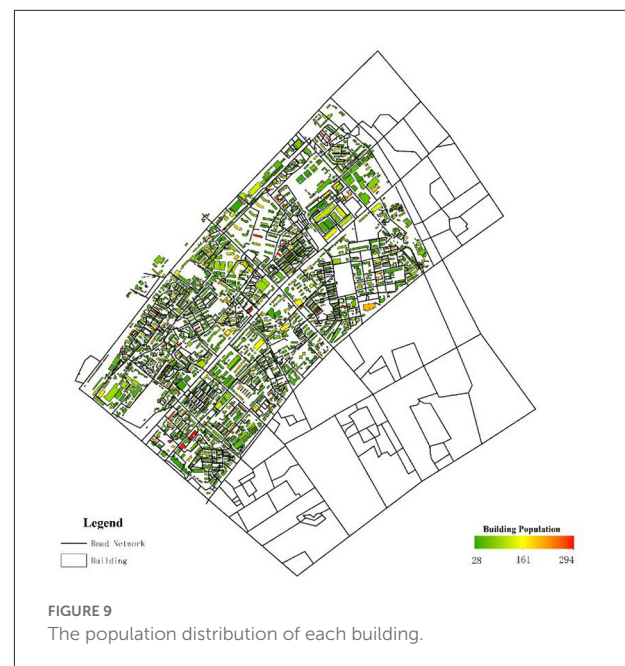 Legend
Road Network
Building
Building Population
28 161 294
FIGURE 9
The population distribution of each building.